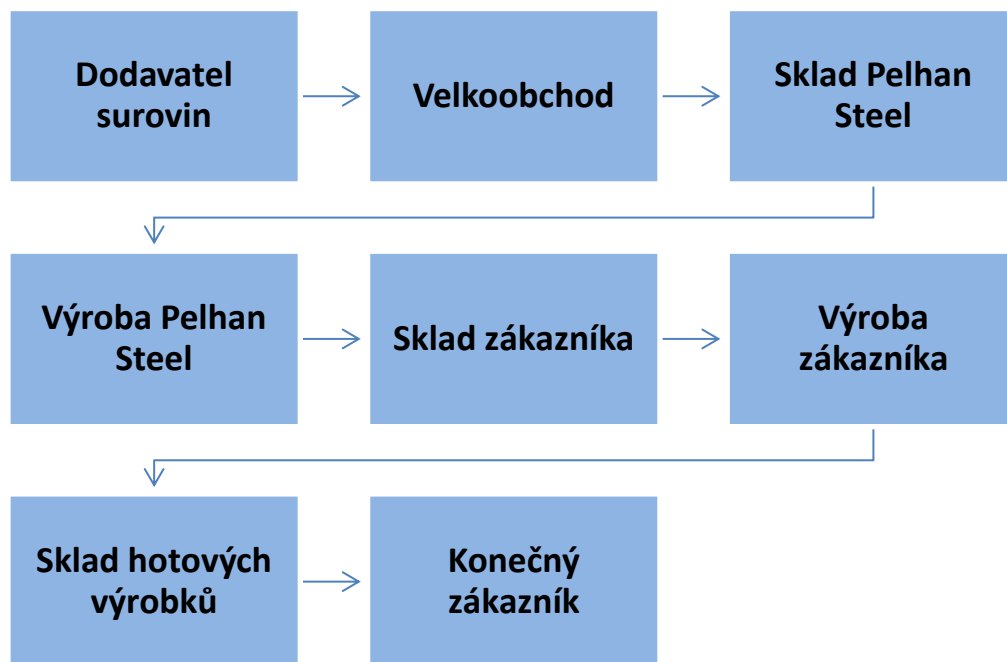 Dodavatel
surovin
Velkoobchod
Sklad Pelhan
Steel
Výroba Pelhan
Steel
Sklad zákazníka
Výroba
zákazníka
Sklad hotových
výrobků
Konečný
zákazník